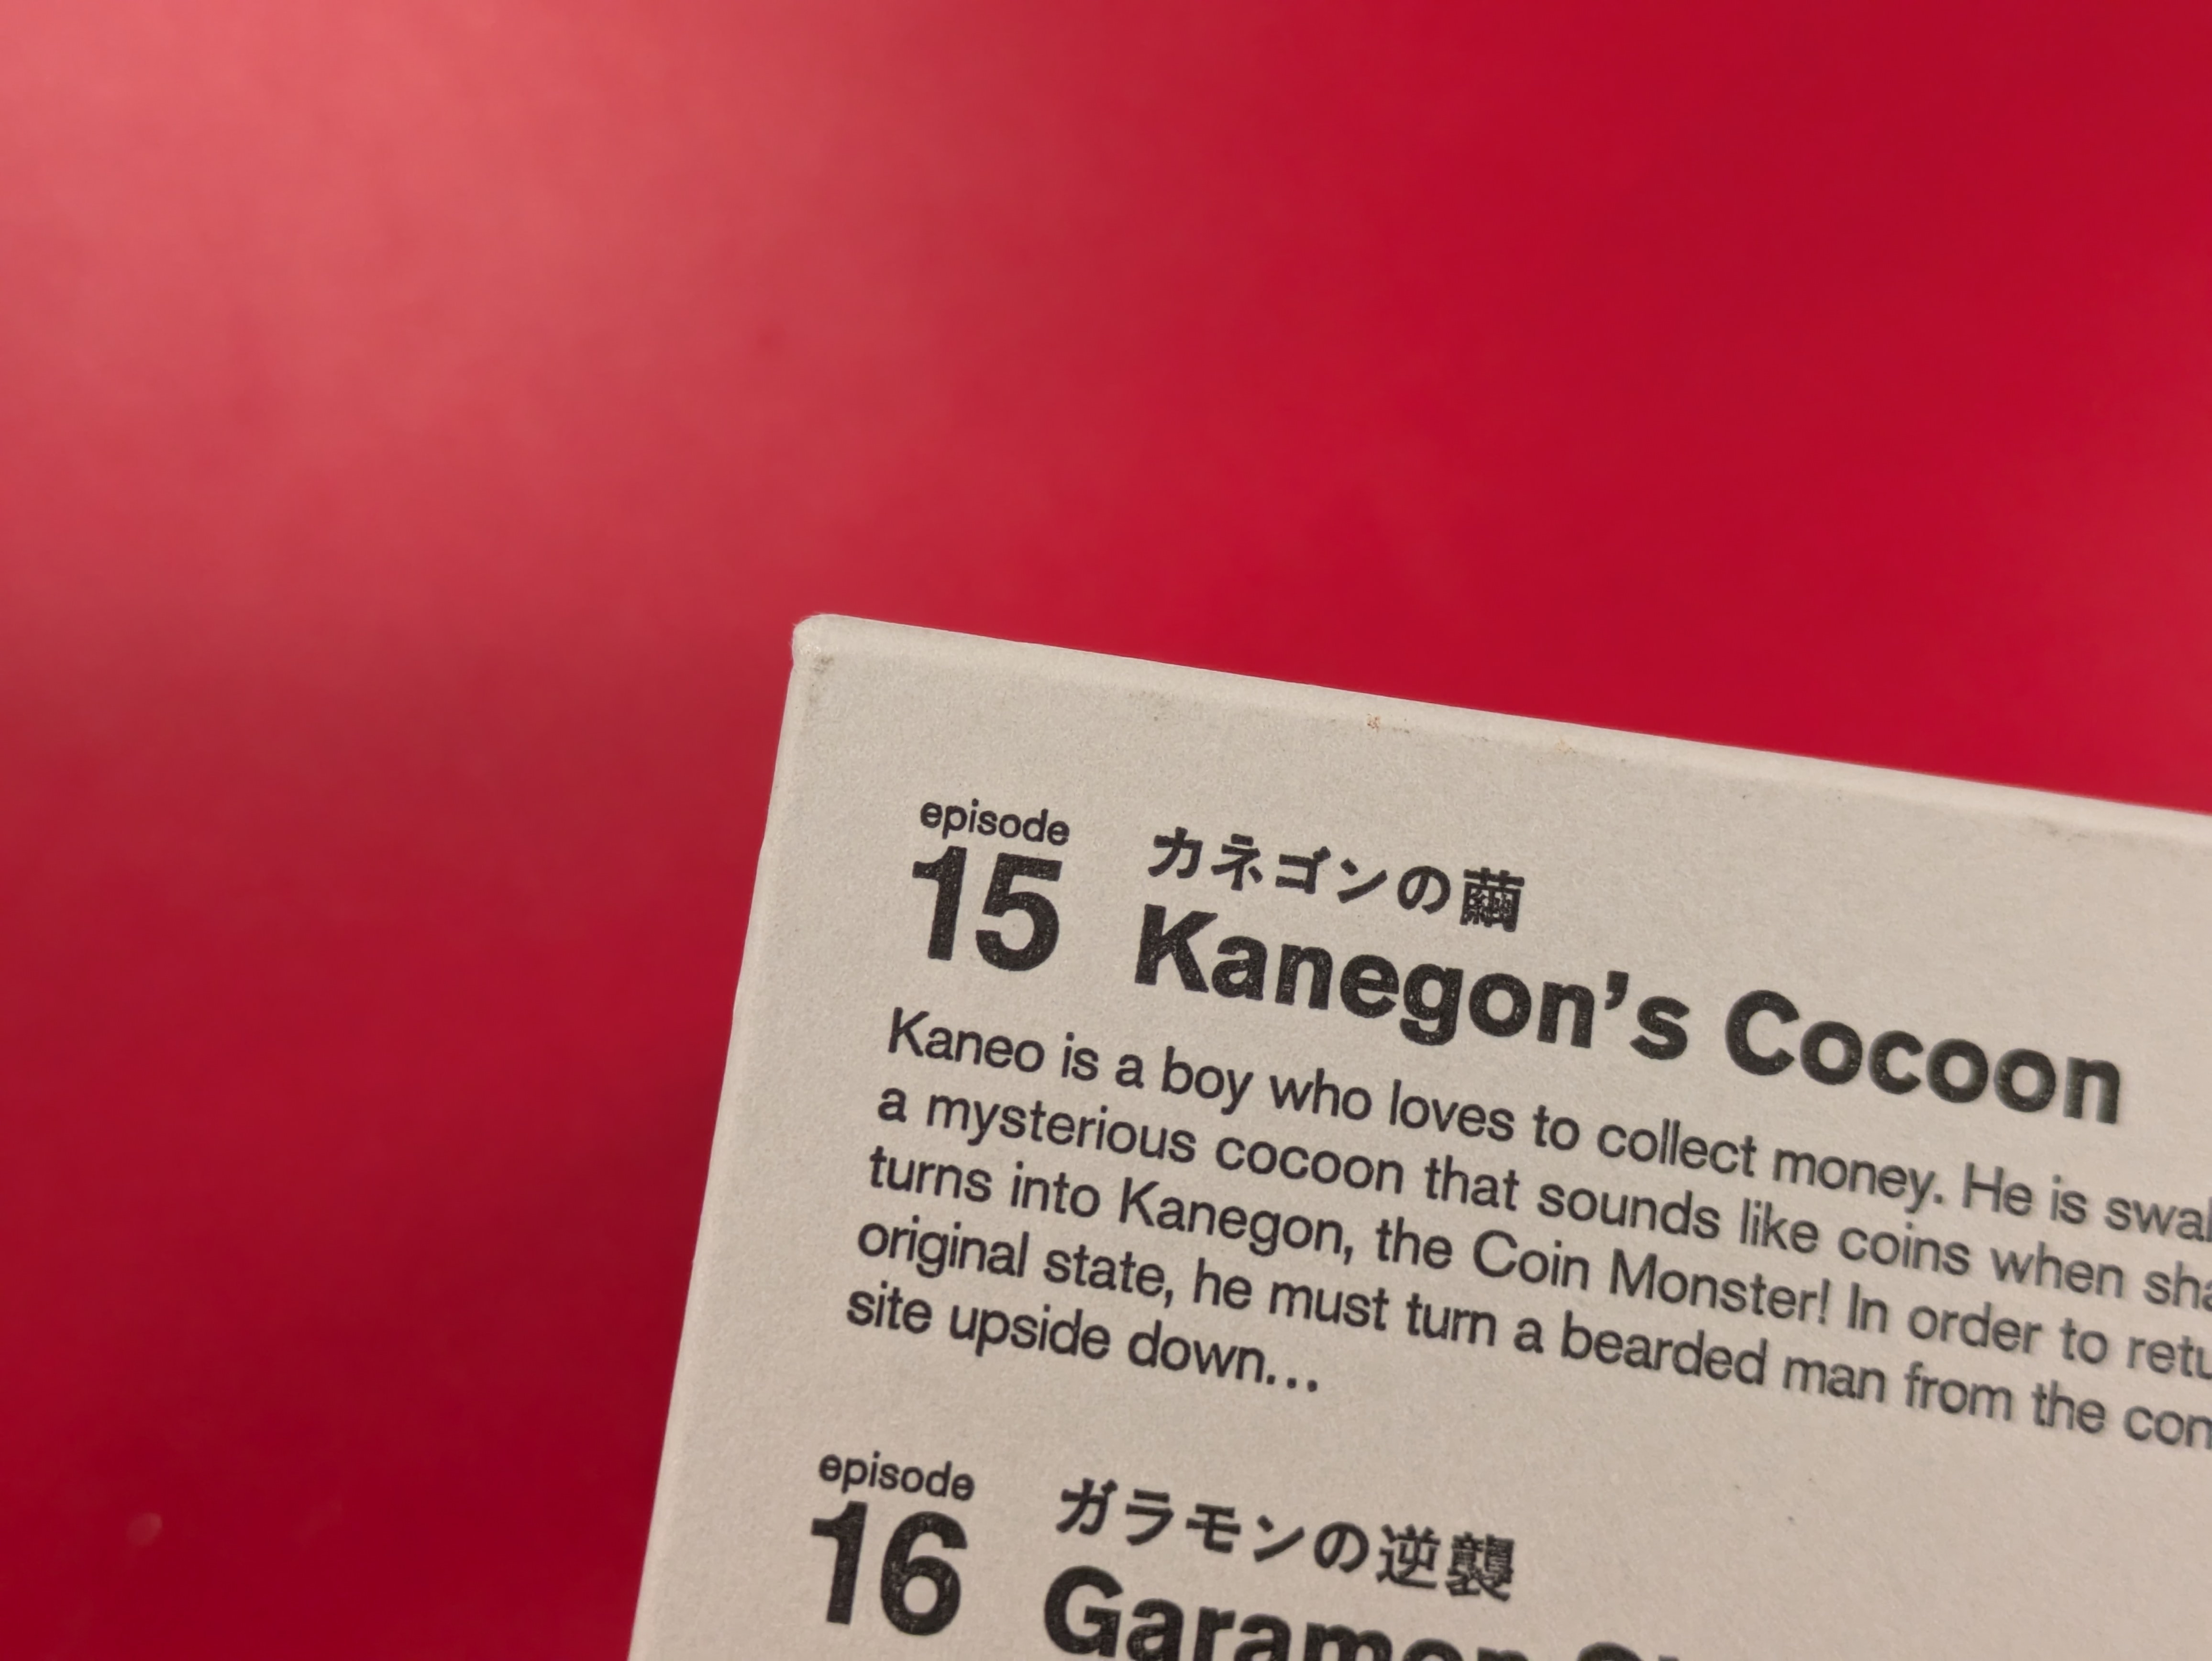 episode
15
カネゴンの繭
Kanegon's Cocoon
Kaneo is a boy who loves to collect money. He is
a mysterious cocoon that sounds like coins when
turns into Kanegon, the Coin Monster! In order to
original state, he must turn a bearded man from the
site upside down...
episode
16
ガラモンの逆襲
Garamon